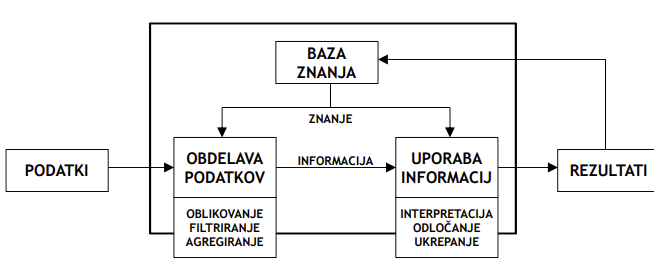 BAZA
ZNANJA
ZNANJE
PODATKI
OBDELAVA
PODATKOV
INFORMACIJA
UPORABA
INFORMACIJ
REZULTATI
OBLIKOVANJE
FILTRIRANJE
AGREGIRANJE
INTERPRETACIJA
ODLOČANJE
UKREPANJE